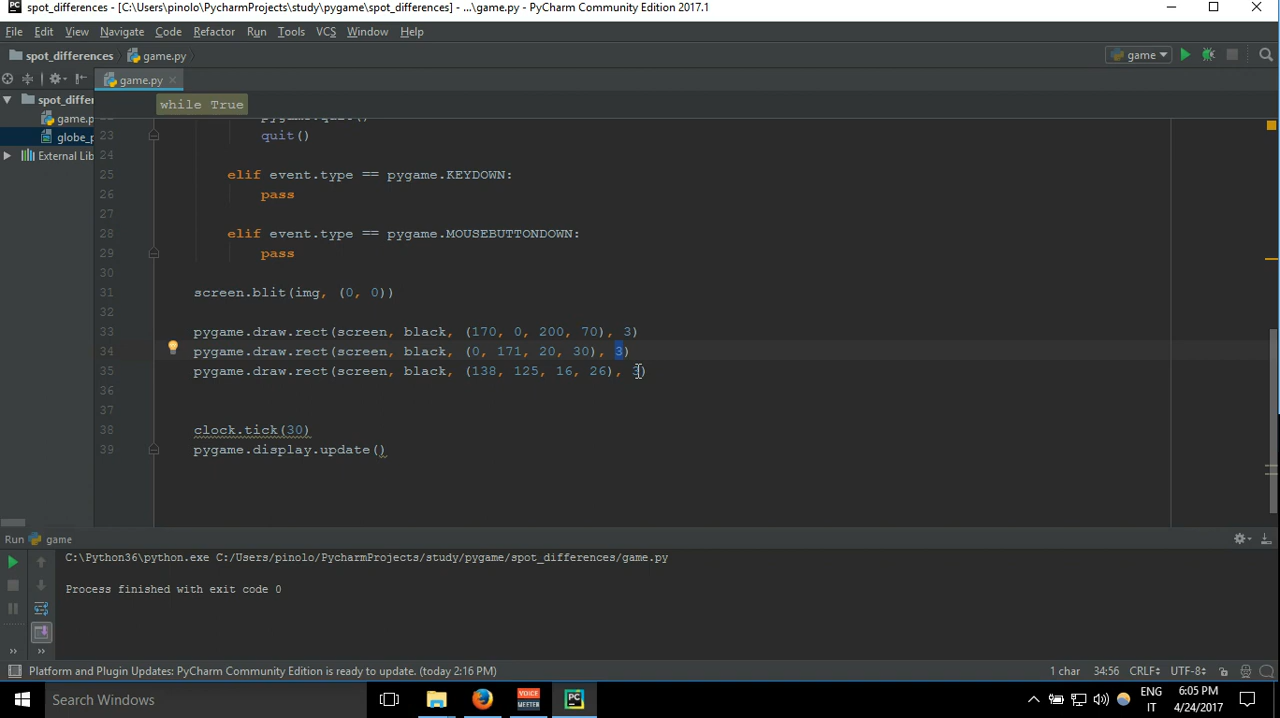 spot_differences - [C:\Users\pinolo\PycharmProjects\study\pygame\spot_differences] - ...\game.py - PyCharm Community Edition 2017.1
File Edit View Navigate Code Refactor Run Tools VCS Window Help
spot_differences game.py game
game.py
spot_differ
game.p
globe_p
External Lib
while True
pygame.quit()
23 quit()
24
25 elif event.type == pygame.KEYDOWN:
26 pass
27
28 elif event.type == pygame.MOUSEBUTTONDOWN:
29 pass
30
31 screen.blit(img, (0, 0))
32
33 pygame.draw.rect(screen, black, (170, 0, 200, 70), 3)
34 pygame.draw.rect(screen, black, (0, 171, 20, 30), 3)
35 pygame.draw.rect(screen, black, (138, 125, 16, 26), 3)
36
37
38 clock.tick(30)
39 pygame.display.update()
Run game
C:\Python36\python.exe C:/Users/pinolo/PycharmProjects/study/pygame/spot_differences/game.py
Process finished with exit code 0
Platform and Plugin Updates: PyCharm Community Edition is ready to update. (today 2:16 PM) 1 char 34:56 CRLF UTF-8
Search Windows
VOICE
MEETER
PC
ENG
IT
6:05 PM
4/24/2017